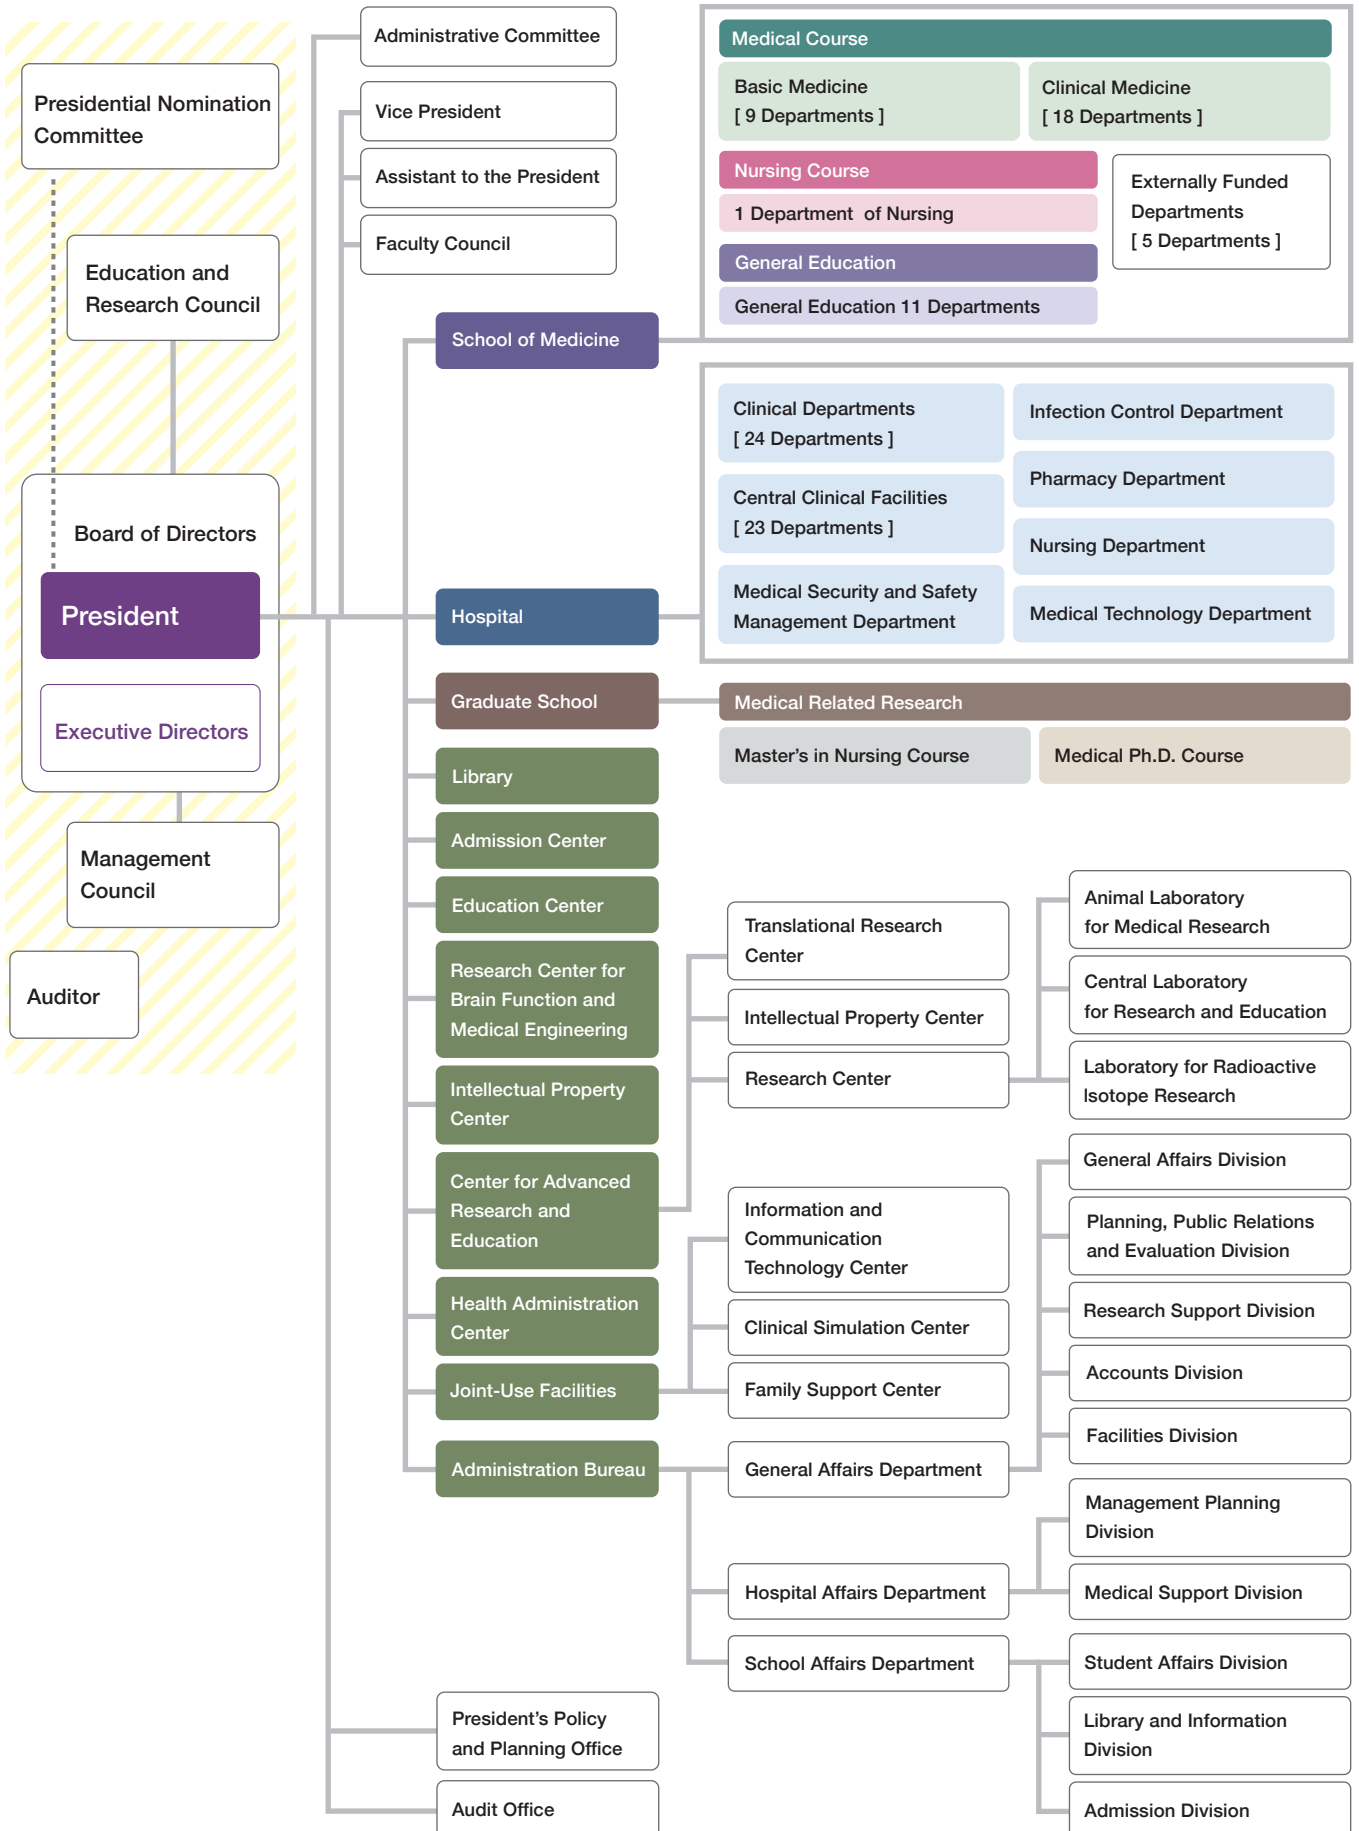 Presidential Nomination
Committee
Education and
Research Council
Board of Directors
President
Executive Directors
Management
Council
Auditor
Administrative Committee
Vice President
Assistant to the President
Faculty Council
School of Medicine
Medical Course
Basic Medicine
[ 9 Departments ]
Clinical Medicine
[ 18 Departments ]
Nursing Course
1 Department of Nursing
General Education
General Education 11 Departments
Externally Funded
Departments
[ 5 Departments ]
Hospital
Clinical Departments
[ 24 Departments ]
Central Clinical Facilities
[ 23 Departments ]
Medical Security and Safety
Management Department
Infection Control Department
Pharmacy Department
Nursing Department
Medical Technology Department
Graduate School
Medical Related Research
Master's in Nursing Course
Medical Ph.D. Course
Library
Admission Center
Education Center
Research Center for
Brain Function and
Medical Engineering
Intellectual Property
Center
Center for Advanced
Research and
Education
Translational Research
Center
Intellectual Property Center
Research Center
Animal Laboratory
for Medical Research
Central Laboratory
for Research and Education
Laboratory for Radioactive
Isotope Research
Health Administration
Center
Joint-Use Facilities
Information and
Communication
Technology Center
Clinical Simulation Center
Family Support Center
Administration Bureau
General Affairs Department
General Affairs Division
Planning, Public Relations
and Evaluation Division
Research Support Division
Accounts Division
Facilities Division
Hospital Affairs Department
Management Planning
Division
Medical Support Division
School Affairs Department
Student Affairs Division
Library and Information
Division
Admission Division
President's Policy
and Planning Office
Audit Office